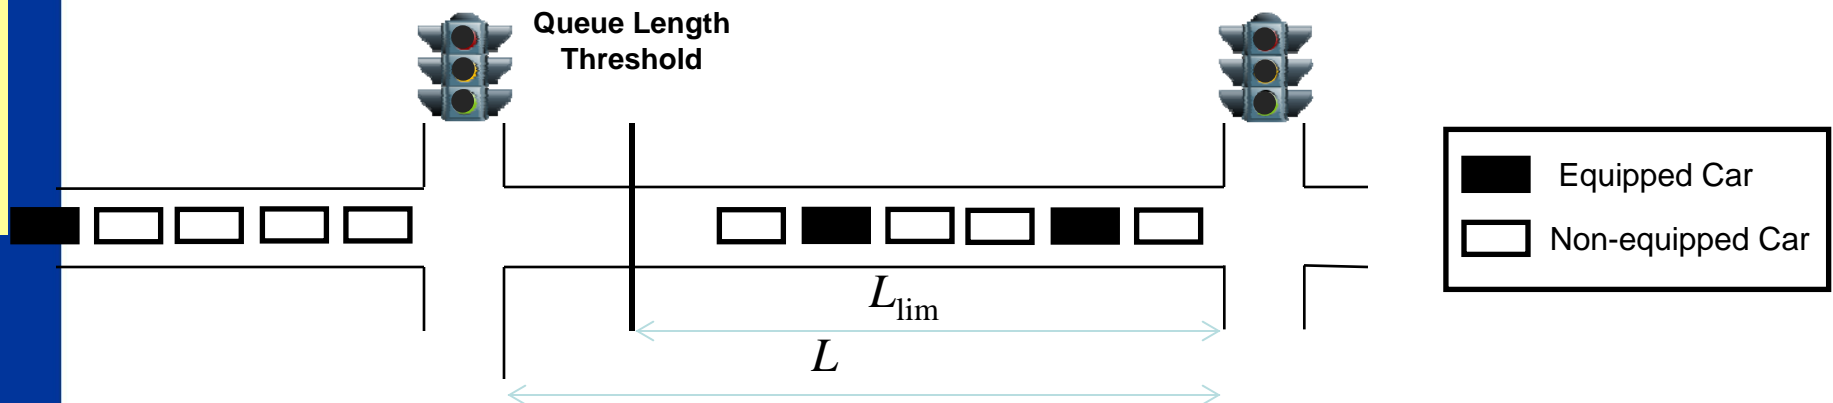 Queue Length
Threshold
Equipped Car
Non-equipped Car
L_lim
L